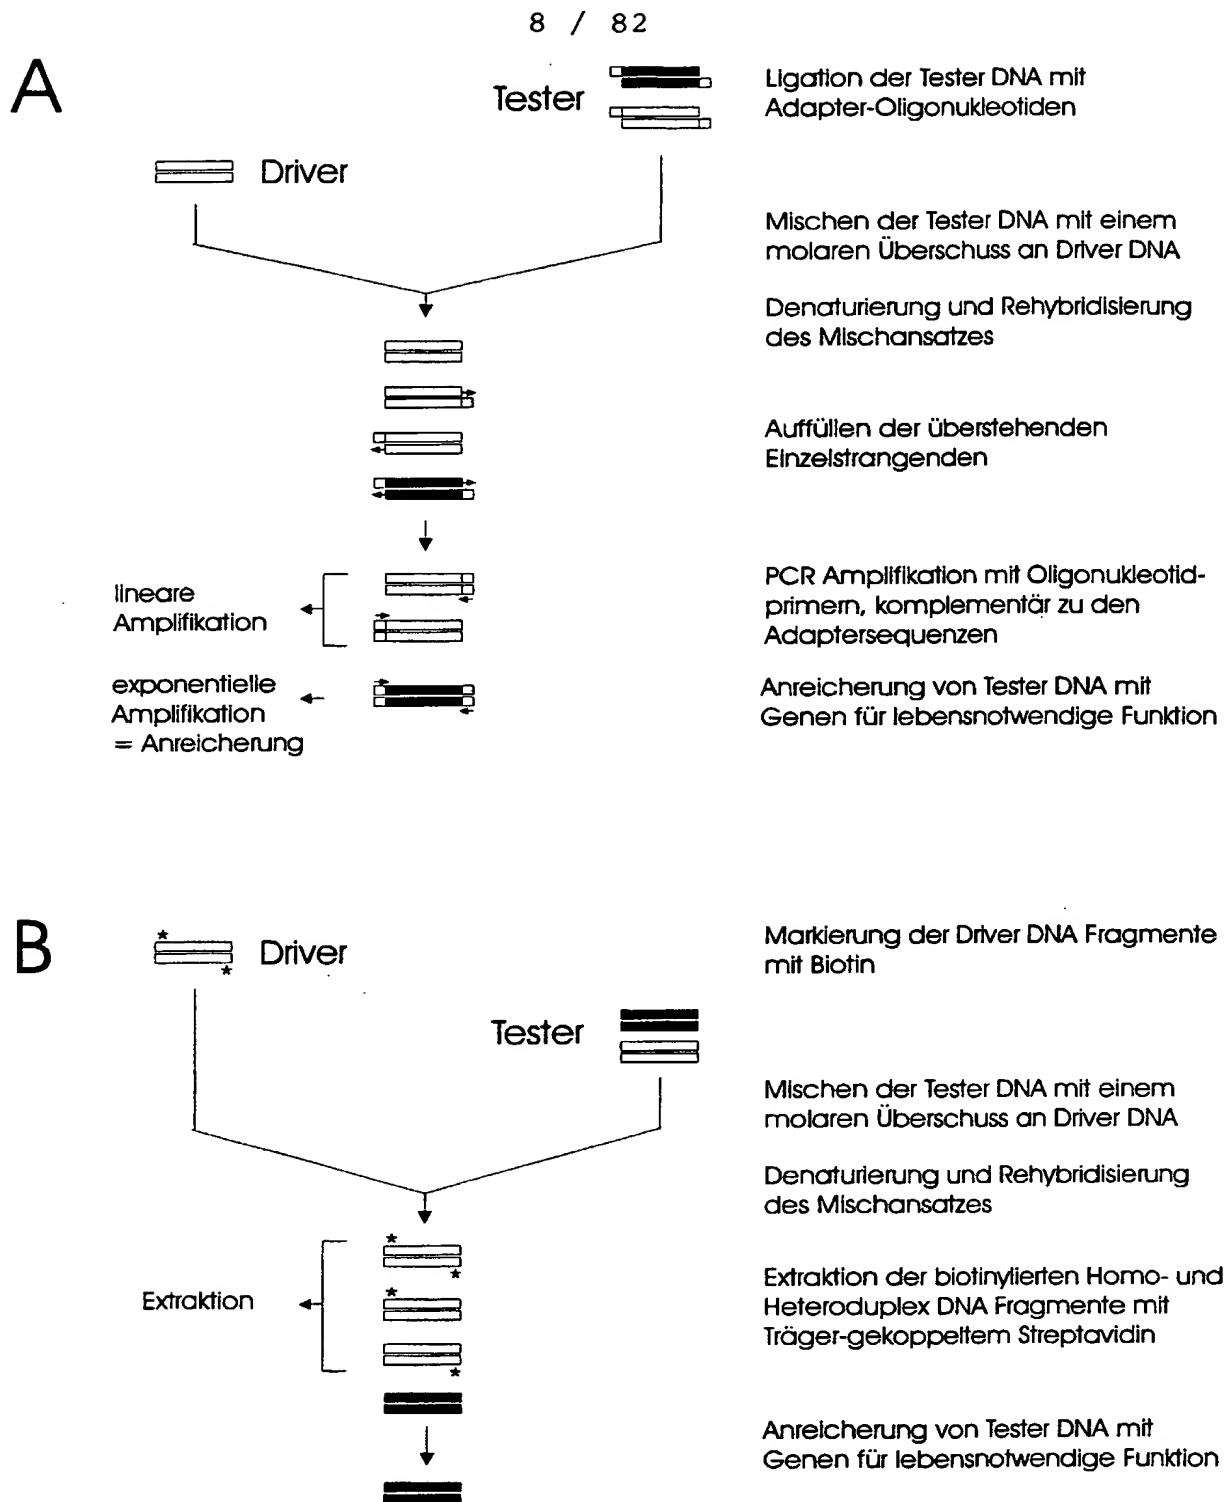 8 / 82
A
Tester
Ligation der Tester DNA mit
Adapter-Oligonukleotiden
Driver
Mischen der Tester DNA mit einem
molaren Überschuss an Driver DNA
Denaturierung und Rehybridisierung
des Mischansatzes
Auffüllen der überstehenden
Einzelstrangenden
lineare
Amplifikation
PCR Amplifikation mit Oligonukleotid-
primern, komplementär zu den
Adaptersequenzen
exponentielle
Amplifikation
= Anreicherung
Anreicherung von Tester DNA mit
Genen für lebensnotwendige Funktion
B
* Driver *
Markierung der Driver DNA Fragmente
mit Biotin
Tester
Mischen der Tester DNA mit einem
molaren Überschuss an Driver DNA
Denaturierung und Rehybridisierung
des Mischansatzes
*
*
*
*
Extraktion
Extraktion der biotinylierten Homo- und
Heteroduplex DNA Fragmente mit
Träger-gekoppeltem Streptavidin
Anreicherung von Tester DNA mit
Genen für lebensnotwendige Funktion